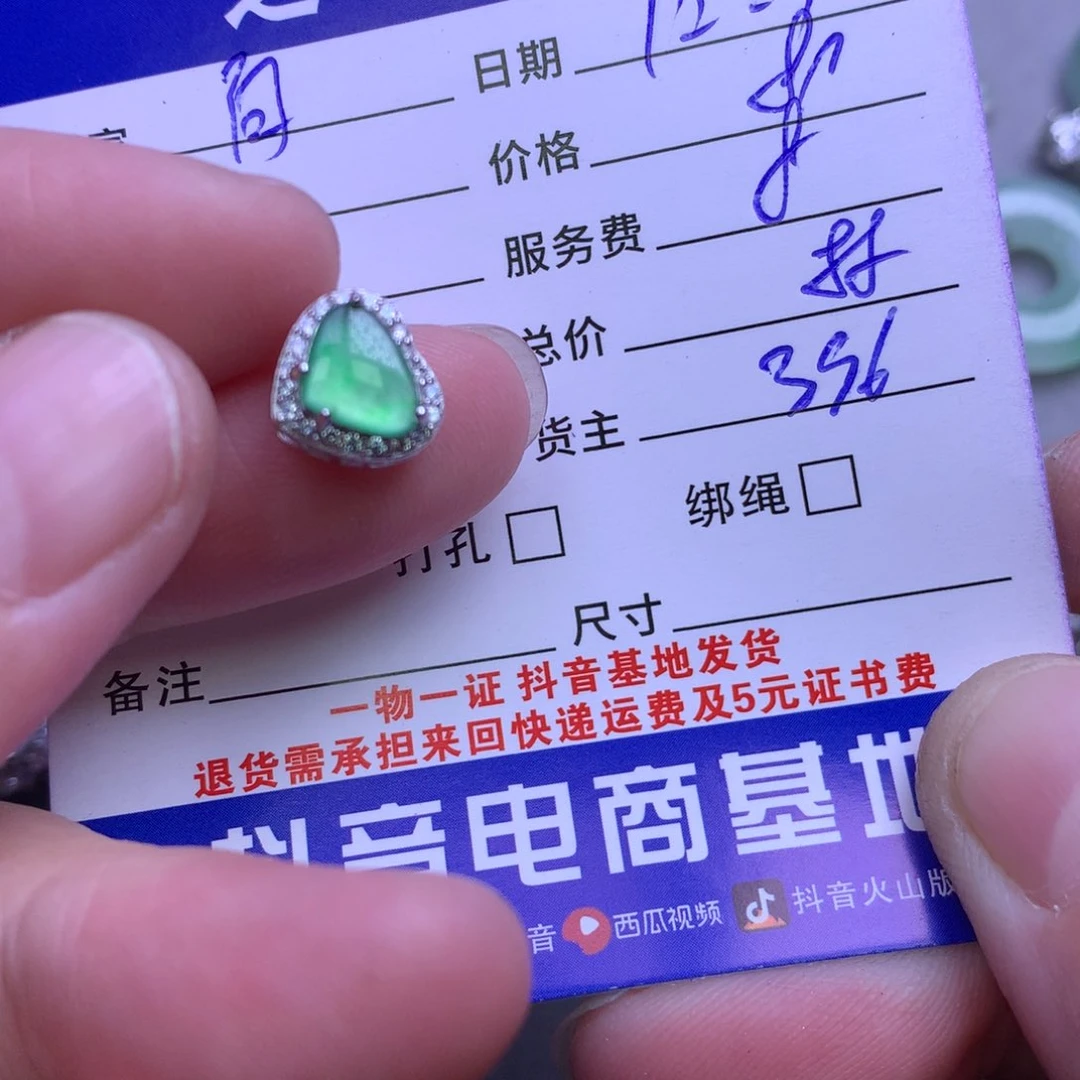 日期
价格
服务费
总价
货主 396
打孔 绑绳
尺寸
备注
一物一证 抖音基地发货
退货需承担来回快递运费及5元证书费
抖音电商基地
音 西瓜视频 抖音火山版